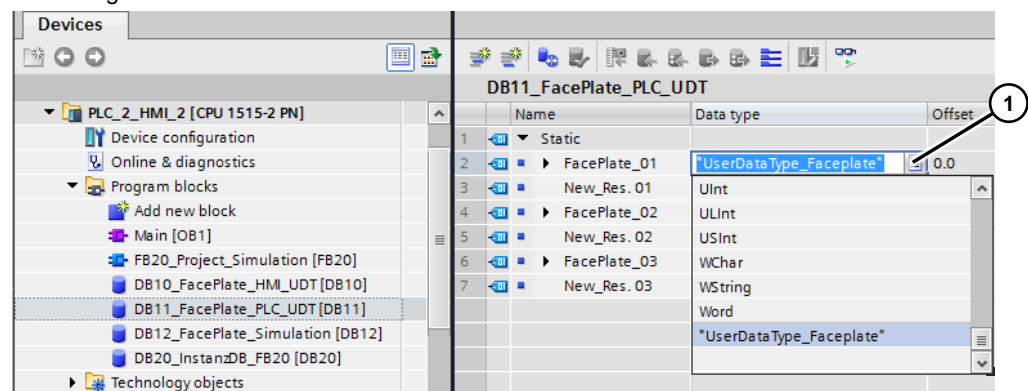 Devices
DB11_FacePlate_PLC_UDT
PLC_2_HMI_2 [CPU 1515-2 PN]
Device configuration
Online & diagnostics
Program blocks
Add new block
Main [OB1]
FB20_Project_Simulation [FB20]
DB10_FacePlate_HMI_UDT [DB10]
DB11_FacePlate_PLC_UDT [DB11]
DB12_FacePlate_Simulation [DB12]
DB20_InstanzDB_FB20 [DB20]
Technology objects
Name Data type Offset
1 Static
2 FacePlate_01 "UserDataType_Faceplate" 0.0
3 New_Res. 01
4 FacePlate_02
5 New_Res. 02
6 FacePlate_03
7 New_Res. 03
UInt
ULInt
USInt
WChar
WString
Word
"UserDataType_Faceplate"
1